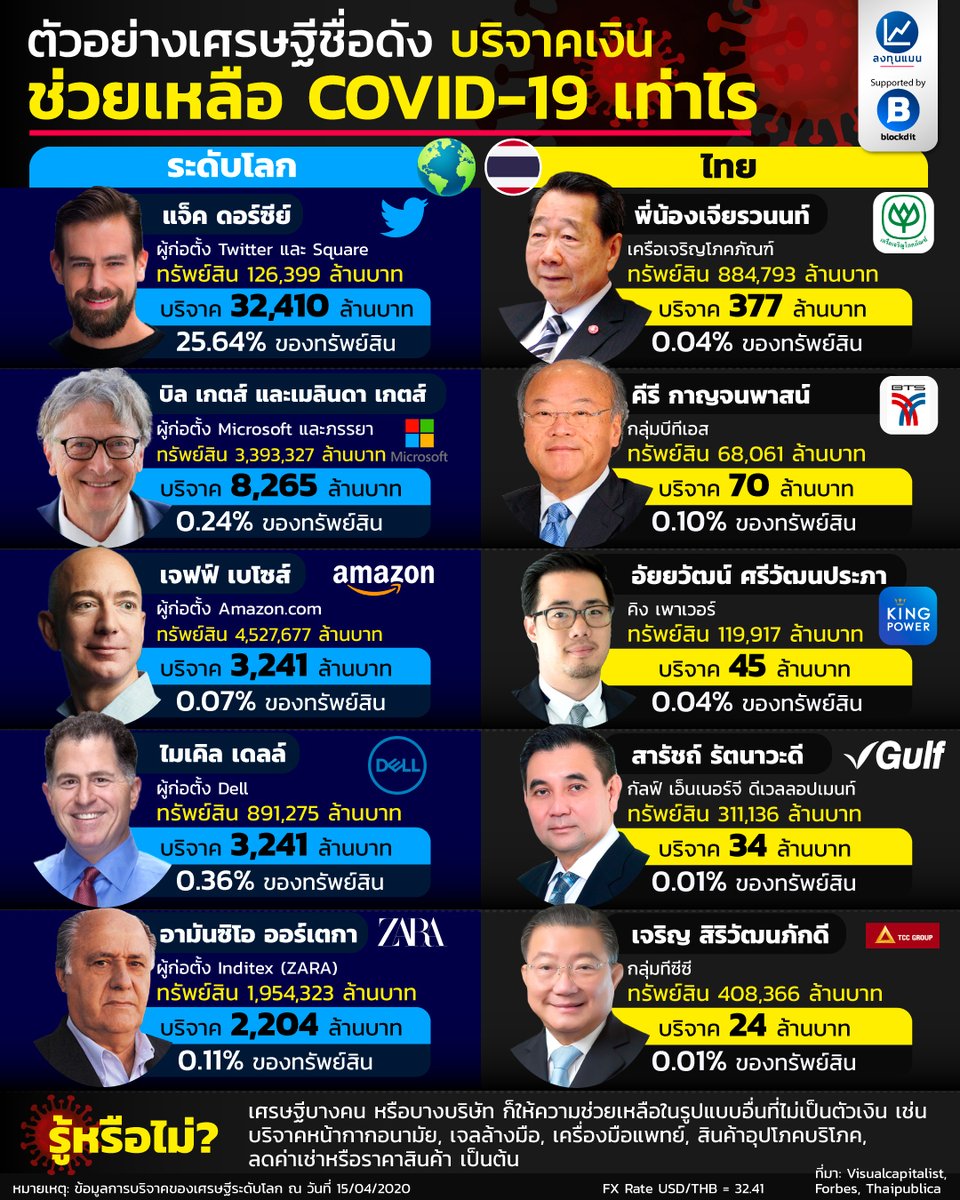 ตัวอย่างเศรษฐีชื่อดัง บริจาคเงิน
ช่วยเหลือ COVID-19 เท่าไร
ลงทุนแมน
Supported by
B
blockdit
ระดับโลก
แจ็ค ดอร์ซีย์
ผู้ก่อตั้ง Twitter และ Square
ทรัพย์สิน 126,399 ล้านบาท
บริจาค 32,410 ล้านบาท
25.64% ของทรัพย์สิน
บิล เกตส์ และเมลินดา เกตส์
ผู้ก่อตั้ง Microsoft และภรรยา
ทรัพย์สิน 3,393,327 ล้านบาท
Microsoft
บริจาค 8,265 ล้านบาท
0.24% ของทรัพย์สิน
เจฟฟ์ เบโซส์
amazon
ผู้ก่อตั้ง Amazon.com
ทรัพย์สิน 4,527,677 ล้านบาท
บริจาค 3,241 ล้านบาท
0.07% ของทรัพย์สิน
ไมเคิล เดลล์
DELL
ผู้ก่อตั้ง Dell
ทรัพย์สิน 891,275 ล้านบาท
บริจาค 3,241 ล้านบาท
0.36% ของทรัพย์สิน
อามันซิโอ ออร์เตกา
ZARA
ผู้ก่อตั้ง Inditex (ZARA)
ทรัพย์สิน 1,954,323 ล้านบาท
บริจาค 2,204 ล้านบาท
0.11% ของทรัพย์สิน
ไทย
พี่น้องเจียรวนนท์
เครือเจริญโภคภัณฑ์
เครือเจริญโภคภัณฑ์
ทรัพย์สิน 884,793 ล้านบาท
บริจาค 377 ล้านบาท
0.04% ของทรัพย์สิน
คีรี กาญจนพาสน์
BTS
กลุ่มบีทีเอส
ทรัพย์สิน 68,061 ล้านบาท
บริจาค 70 ล้านบาท
0.10% ของทรัพย์สิน
อัยยวัฒน์ ศรีวัฒนประภา
คิง เพาเวอร์
KING
POWER
ทรัพย์สิน 119,917 ล้านบาท
บริจาค 45 ล้านบาท
0.04% ของทรัพย์สิน
สารัชถ์ รัตนาวะดี
Gulf
กัลฟ์ เอ็นเนอร์จี ดีเวลลอปเมนท์
ทรัพย์สิน 311,136 ล้านบาท
บริจาค 34 ล้านบาท
0.01% ของทรัพย์สิน
เจริญ สิริวัฒนภักดี
TCC GROUP
กลุ่มทีซีซี
ทรัพย์สิน 408,366 ล้านบาท
บริจาค 24 ล้านบาท
0.01% ของทรัพย์สิน
รู้หรือไม่?
เศรษฐีบางคน หรือบางบริษัท ก็ให้ความช่วยเหลือในรูปแบบอื่นที่ไม่เป็นตัวเงิน เช่น
บริจาคหน้ากากอนามัย, เจลล้างมือ, เครื่องมือแพทย์, สินค้าอุปโภคบริโภค,
ลดค่าเช่าหรือราคาสินค้า เป็นต้น
หมายเหตุ: ข้อมูลการบริจาคของเศรษฐีระดับโลก ณ วันที่ 15/04/2020
FX Rate USD/THB = 32.41
ที่มา: Visualcapitalist,
Forbes, Thaipublica